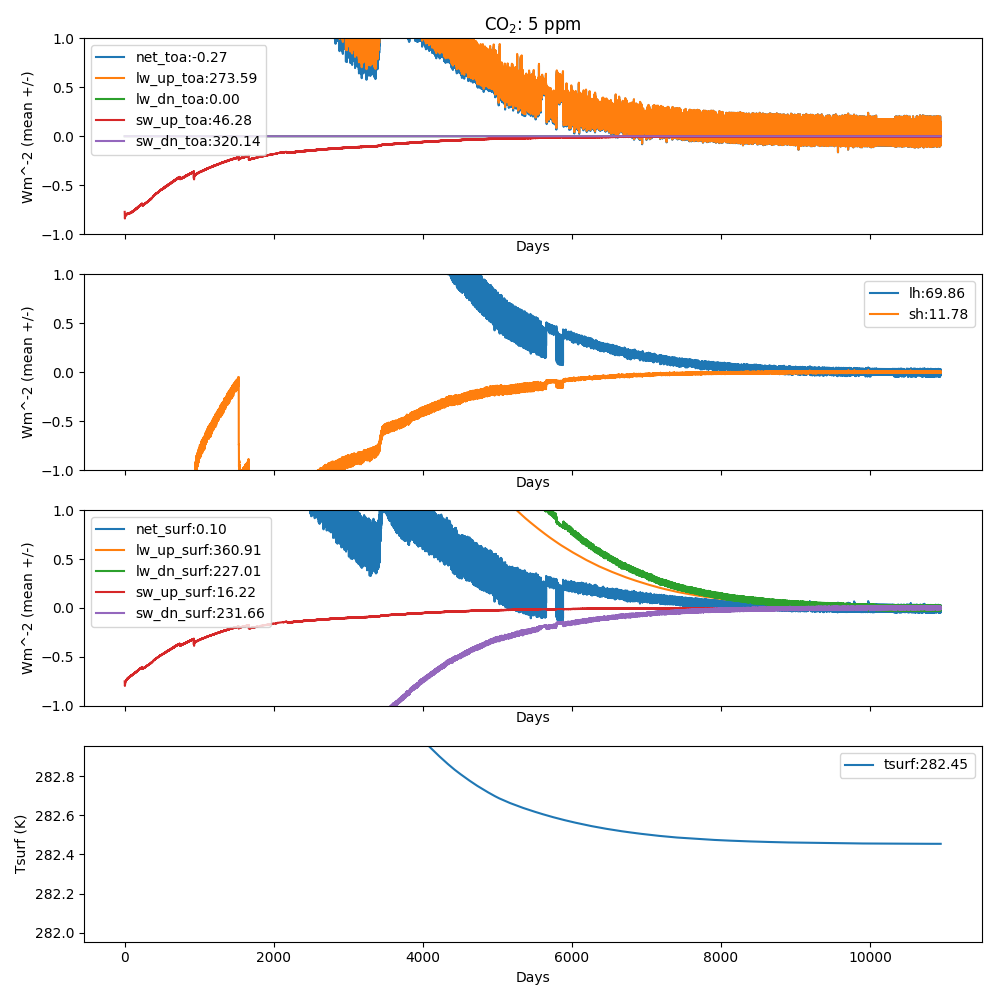 CO₂: 5 ppm
1.0
0.5
0.0
−0.5
−1.0
Wm^-2 (mean +/-)
net_toa:-0.27
lw_up_toa:273.59
lw_dn_toa:0.00
sw_up_toa:46.28
sw_dn_toa:320.14
Days
1.0
0.5
0.0
−0.5
−1.0
Wm^-2 (mean +/-)
lh:69.86
sh:11.78
Days
1.0
0.5
0.0
−0.5
−1.0
Wm^-2 (mean +/-)
net_surf:0.10
lw_up_surf:360.91
lw_dn_surf:227.01
sw_up_surf:16.22
sw_dn_surf:231.66
Days
282.8
282.6
282.4
282.2
282.0
Tsurf (K)
tsurf:282.45
0 2000 4000 6000 8000 10000
Days